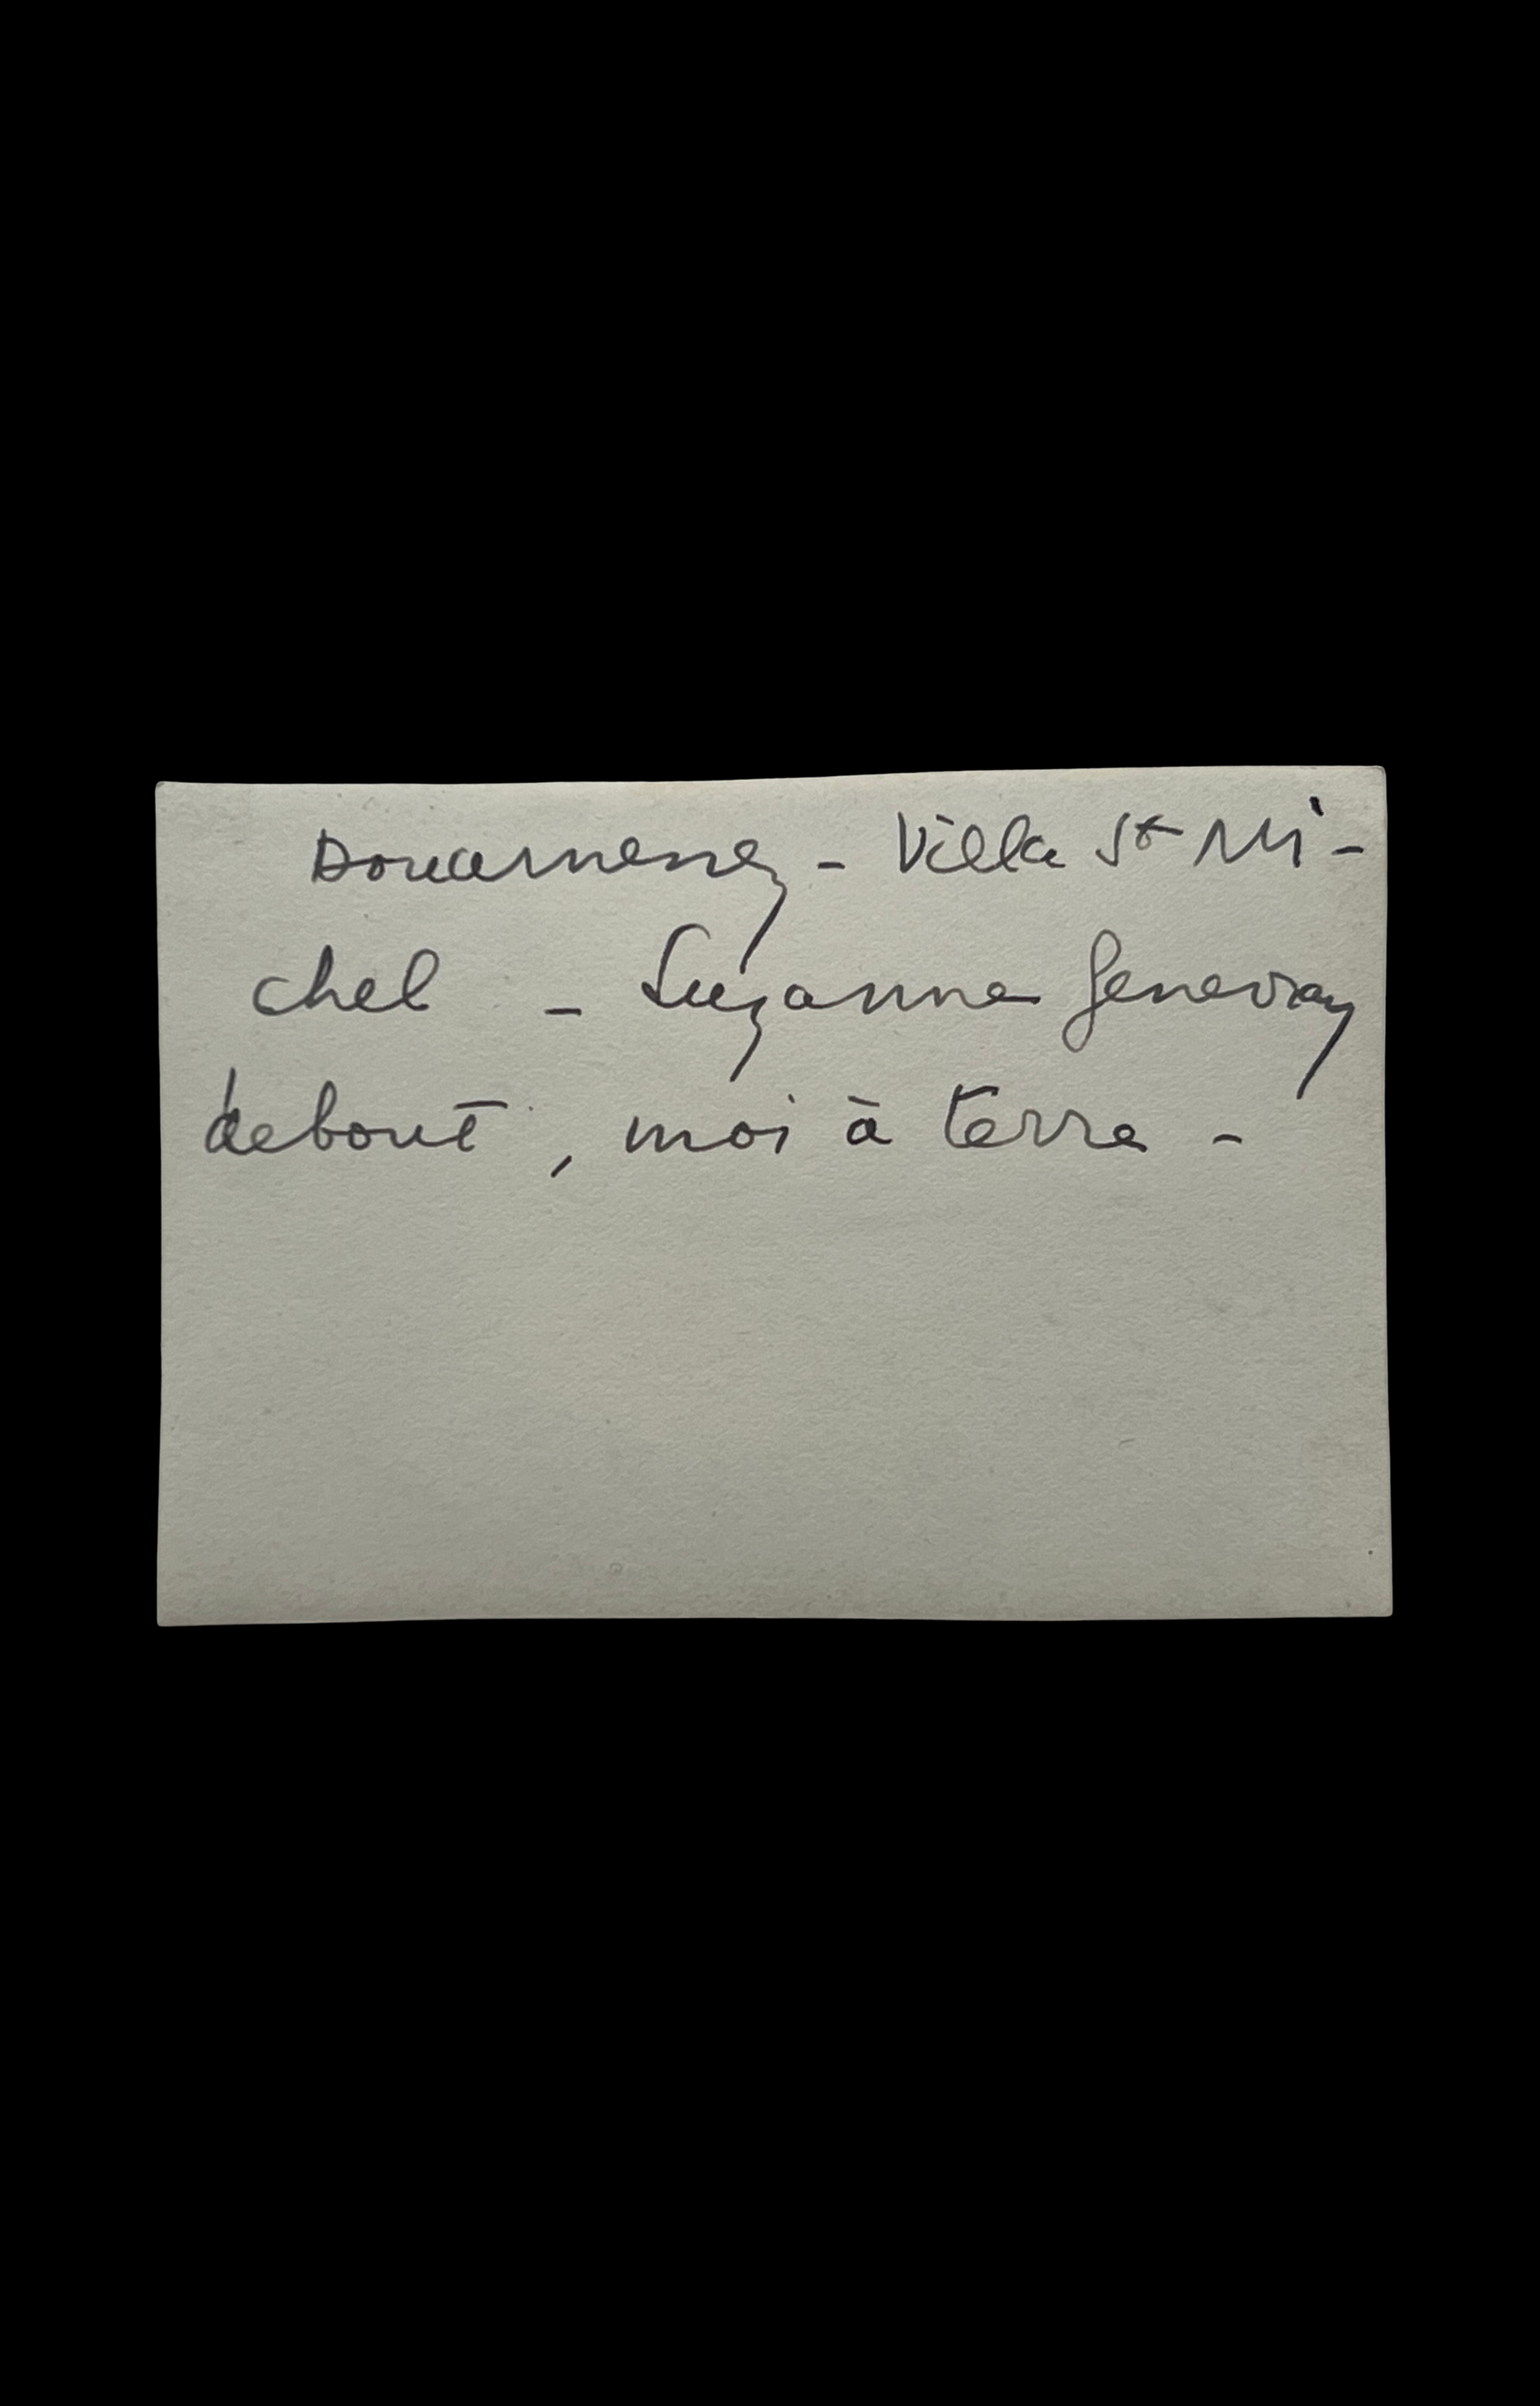 Douarnenez - Villa St Mi-
chel - Suzanne Genevray
debout, moi à terre -